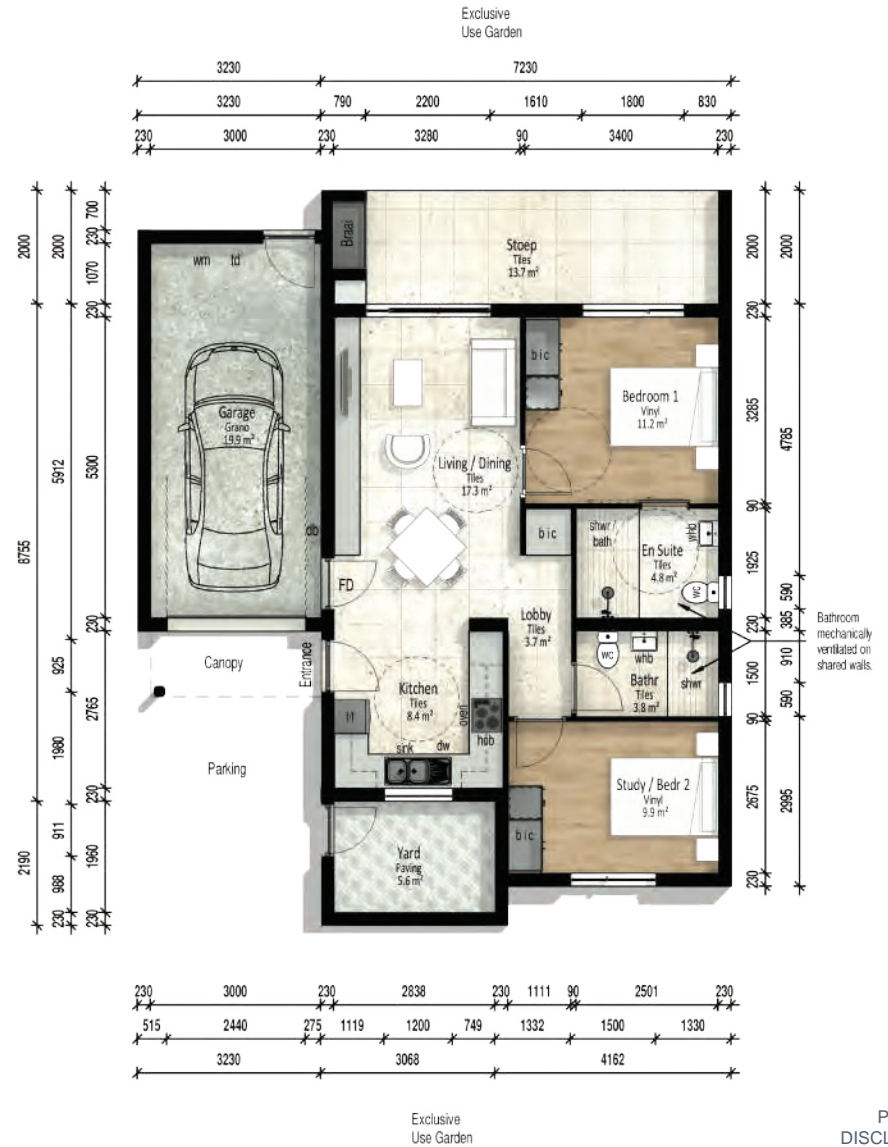 Exclusive
Use Garden
3230 7230
3230 790 2200 1610 1800 830
230 3000 230 3280 90 3400 230
2000 2000 700 230 1070 230
8755 5912 5300 230
925 2765
1980 230
2190 911 1960
988 230 230
Braai
Stoep
Tiles
13.7 m²
wm td
Garage
Grano
19.9 m²
db
bic
Bedroom 1
Vinyl
11.2 m²
Living / Dining
Tiles
17.3 m²
bic
shwr /
bath
whb
En Suite
Tiles
4.8 m²
WC
FD
Lobby
Tiles
3.7 m²
Canopy
Entrance
WC
whb
shwr
Bathr
Tiles
3.8 m²
Kitchen
Tiles
8.4 m²
oven
hob
sink dw
Parking
Study / Bedr 2
Vinyl
9.9 m²
bic
Yard
Paving
5.6 m²
2000 2000
230
3285 4785
90
1925 590
385
230
1500 910
590
90
2675 2995
230
Bathroom
mechanically
ventilated on
shared walls.
230 3000 230 2838 230 1111 90 2501 230
515 2440 275 1119 1200 749 1332 1500 1330
3230 3068 4162
Exclusive
Use Garden
P
DISCL